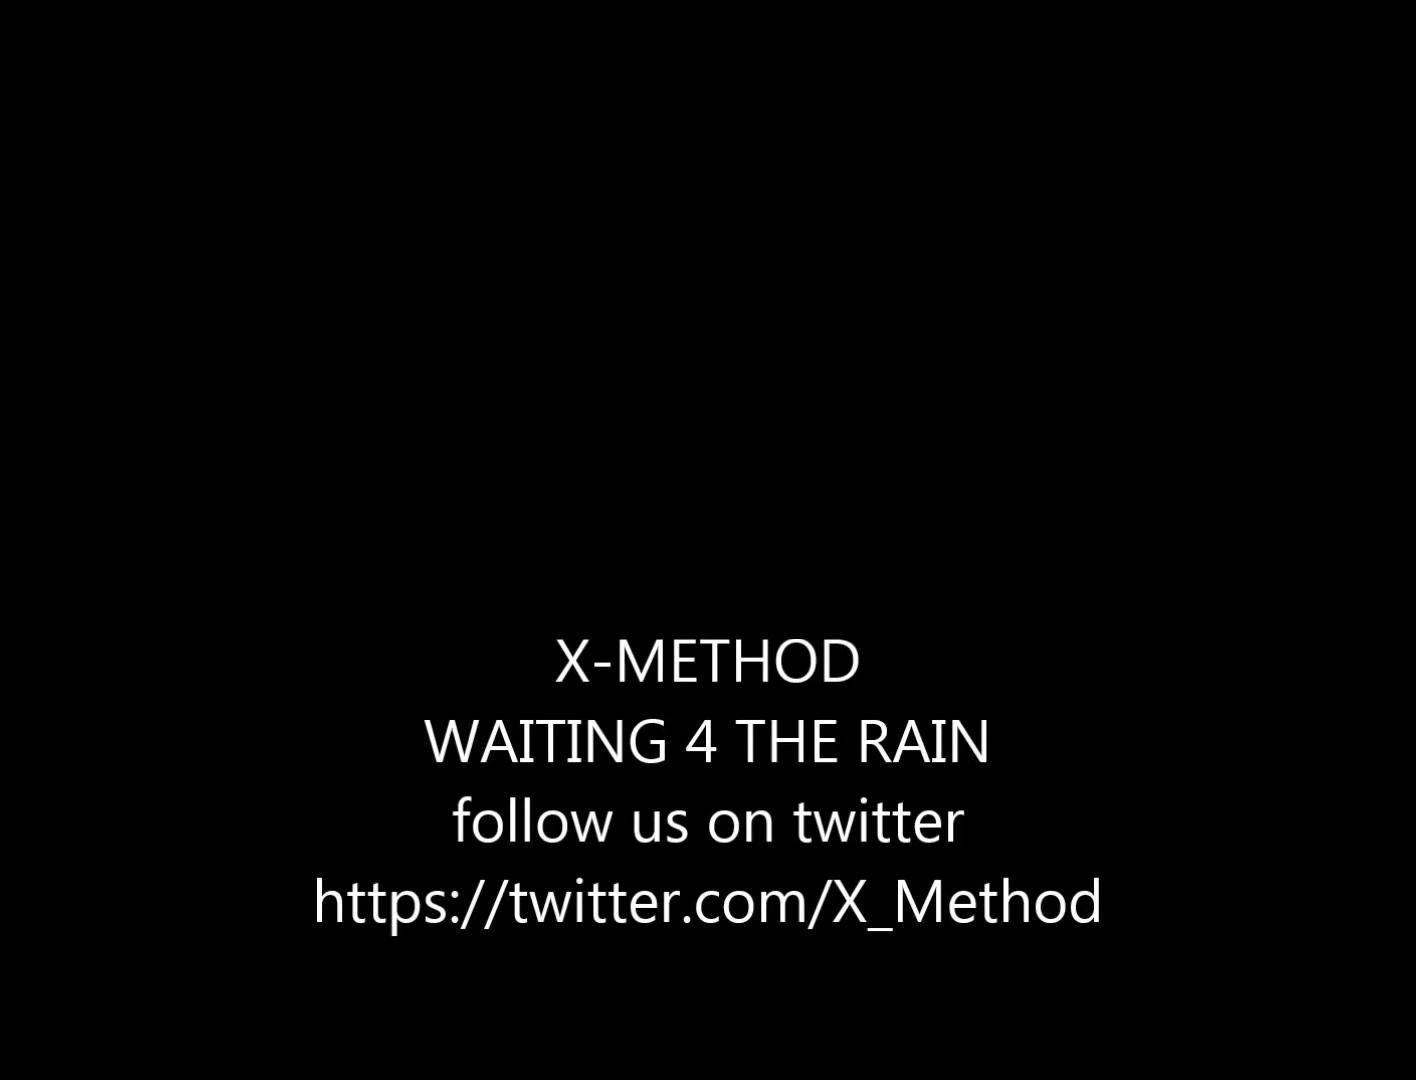 X-METHOD
WAITING 4 THE RAIN
follow us on twitter
https://twitter.com/X_Method